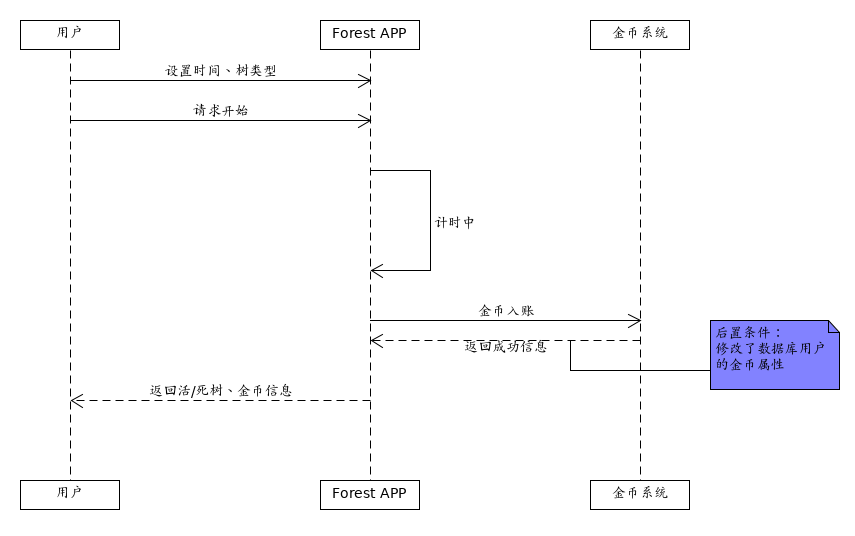 用户
Forest APP
金币系统
设置时间、树类型
请求开始
计时中
金币入账
返回成功信息
后置条件：
修改了数据库用户
的金币属性
返回活/死树、金币信息
用户
Forest APP
金币系统